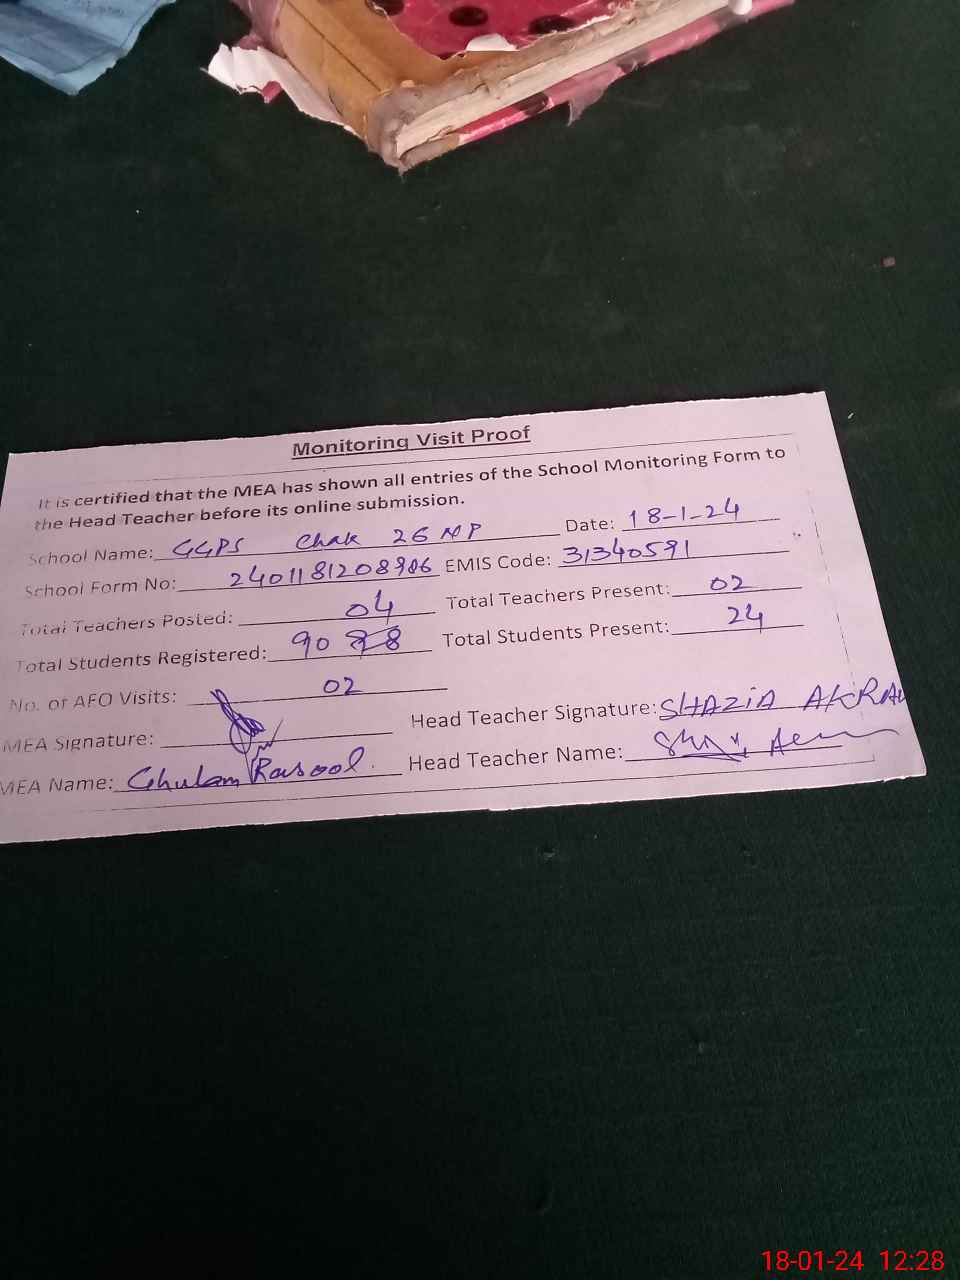 Monitoring Visit Proof
It is certified that the MEA has shown all entries of the School Monitoring Form to
the Head Teacher before its online submission.
School Name: GGPS Chak 26 MP Date: 18-1-24
School Form No: 2401181208986 EMIS Code: 31340591
Total Teachers Posted: 04 Total Teachers Present: 02
Total Students Registered: 90 Total Students Present: 24
No. of AEO Visits: 02
MEA Signature: Head Teacher Signature: SHAZiA AKRAM
MEA Name: Ghulam Rasool. Head Teacher Name:
18-01-24 12:28